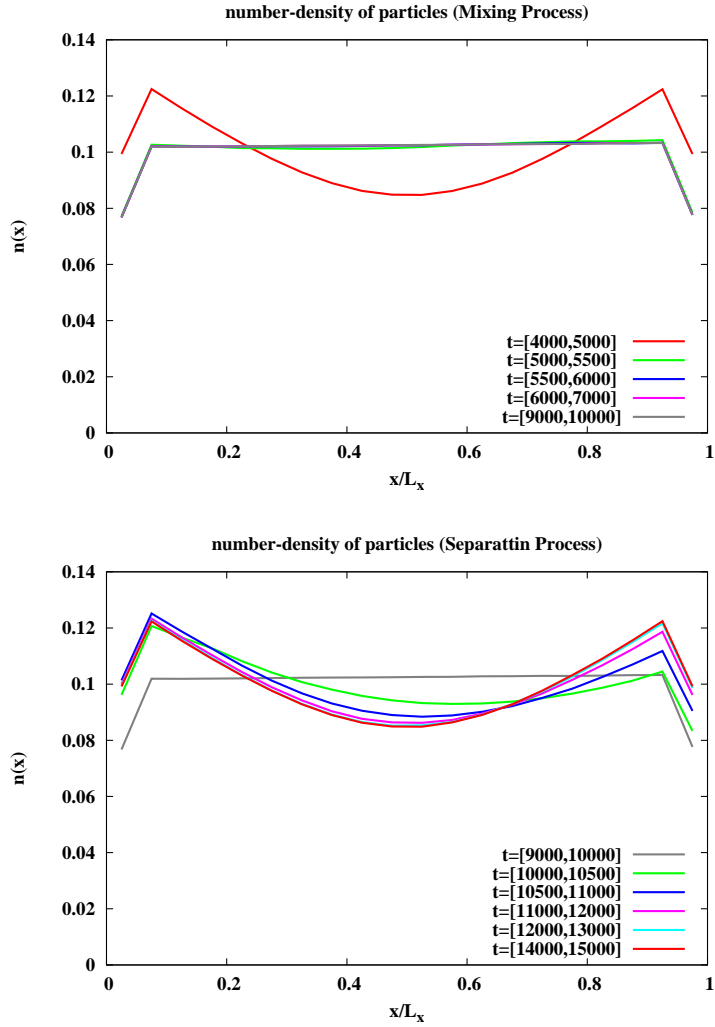 number-density of particles (Mixing Process)
0.14
0.12
0.1
0.08
0.06
0.04
0.02
0
n(x)
t=[4000,5000]
t=[5000,5500]
t=[5500,6000]
t=[6000,7000]
t=[9000,10000]
0 0.2 0.4 0.6 0.8 1
x/Lₓ
number-density of particles (Separattin Process)
0.14
0.12
0.1
0.08
0.06
0.04
0.02
0
n(x)
t=[9000,10000]
t=[10000,10500]
t=[10500,11000]
t=[11000,12000]
t=[12000,13000]
t=[14000,15000]
0 0.2 0.4 0.6 0.8 1
x/Lₓ